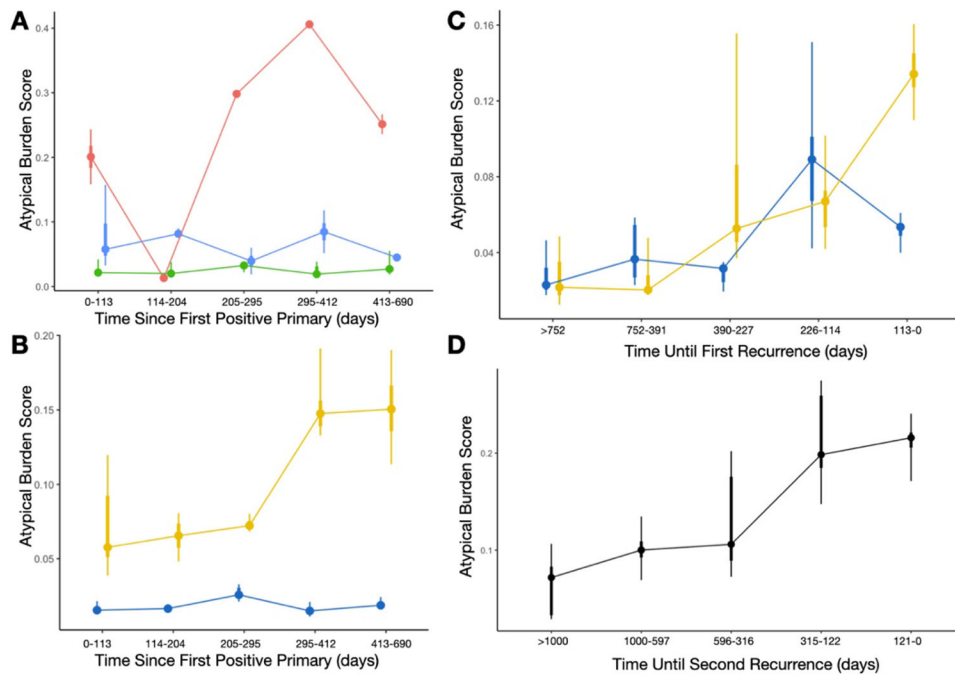 A
Atypical Burden Score
0.4
0.3
0.2
0.1
0.0
0-113
114-204
205-295
295-412
413-690
Time Since First Positive Primary (days)
B
Atypical Burden Score
0.20
0.15
0.10
0.05
0-113
114-204
205-295
295-412
413-690
Time Since First Positive Primary (days)
C
Atypical Burden Score
0.16
0.12
0.08
0.04
>752
752-391
390-227
226-114
113-0
Time Until First Recurrence (days)
D
Atypical Burden Score
0.2
0.1
>1000
1000-597
596-316
315-122
121-0
Time Until Second Recurrence (days)